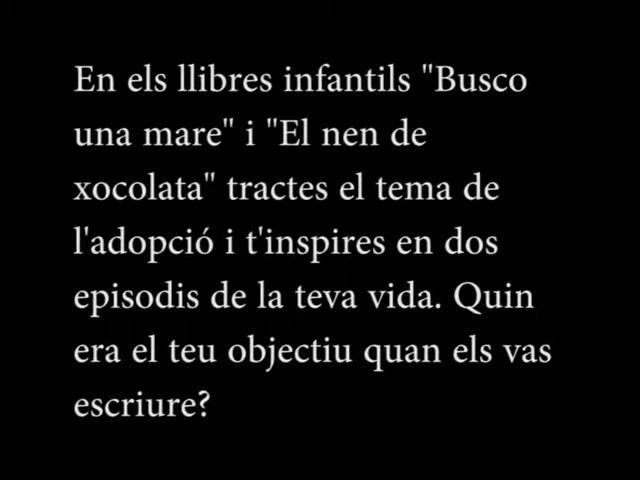 En els llibres infantils "Busco
una mare" i "El nen de
xocolata" tractes el tema de
l'adopció i t'inspires en dos
episodis de la teva vida. Quin
era el teu objectiu quan els vas
escriure?